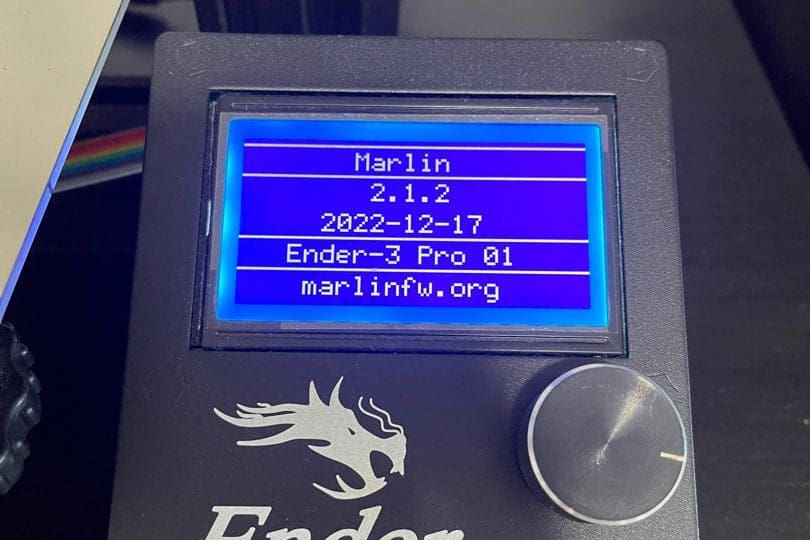 Marlin
2.1.2
2022-12-17
Ender-3 Pro 01
marlinfw.org
Ender